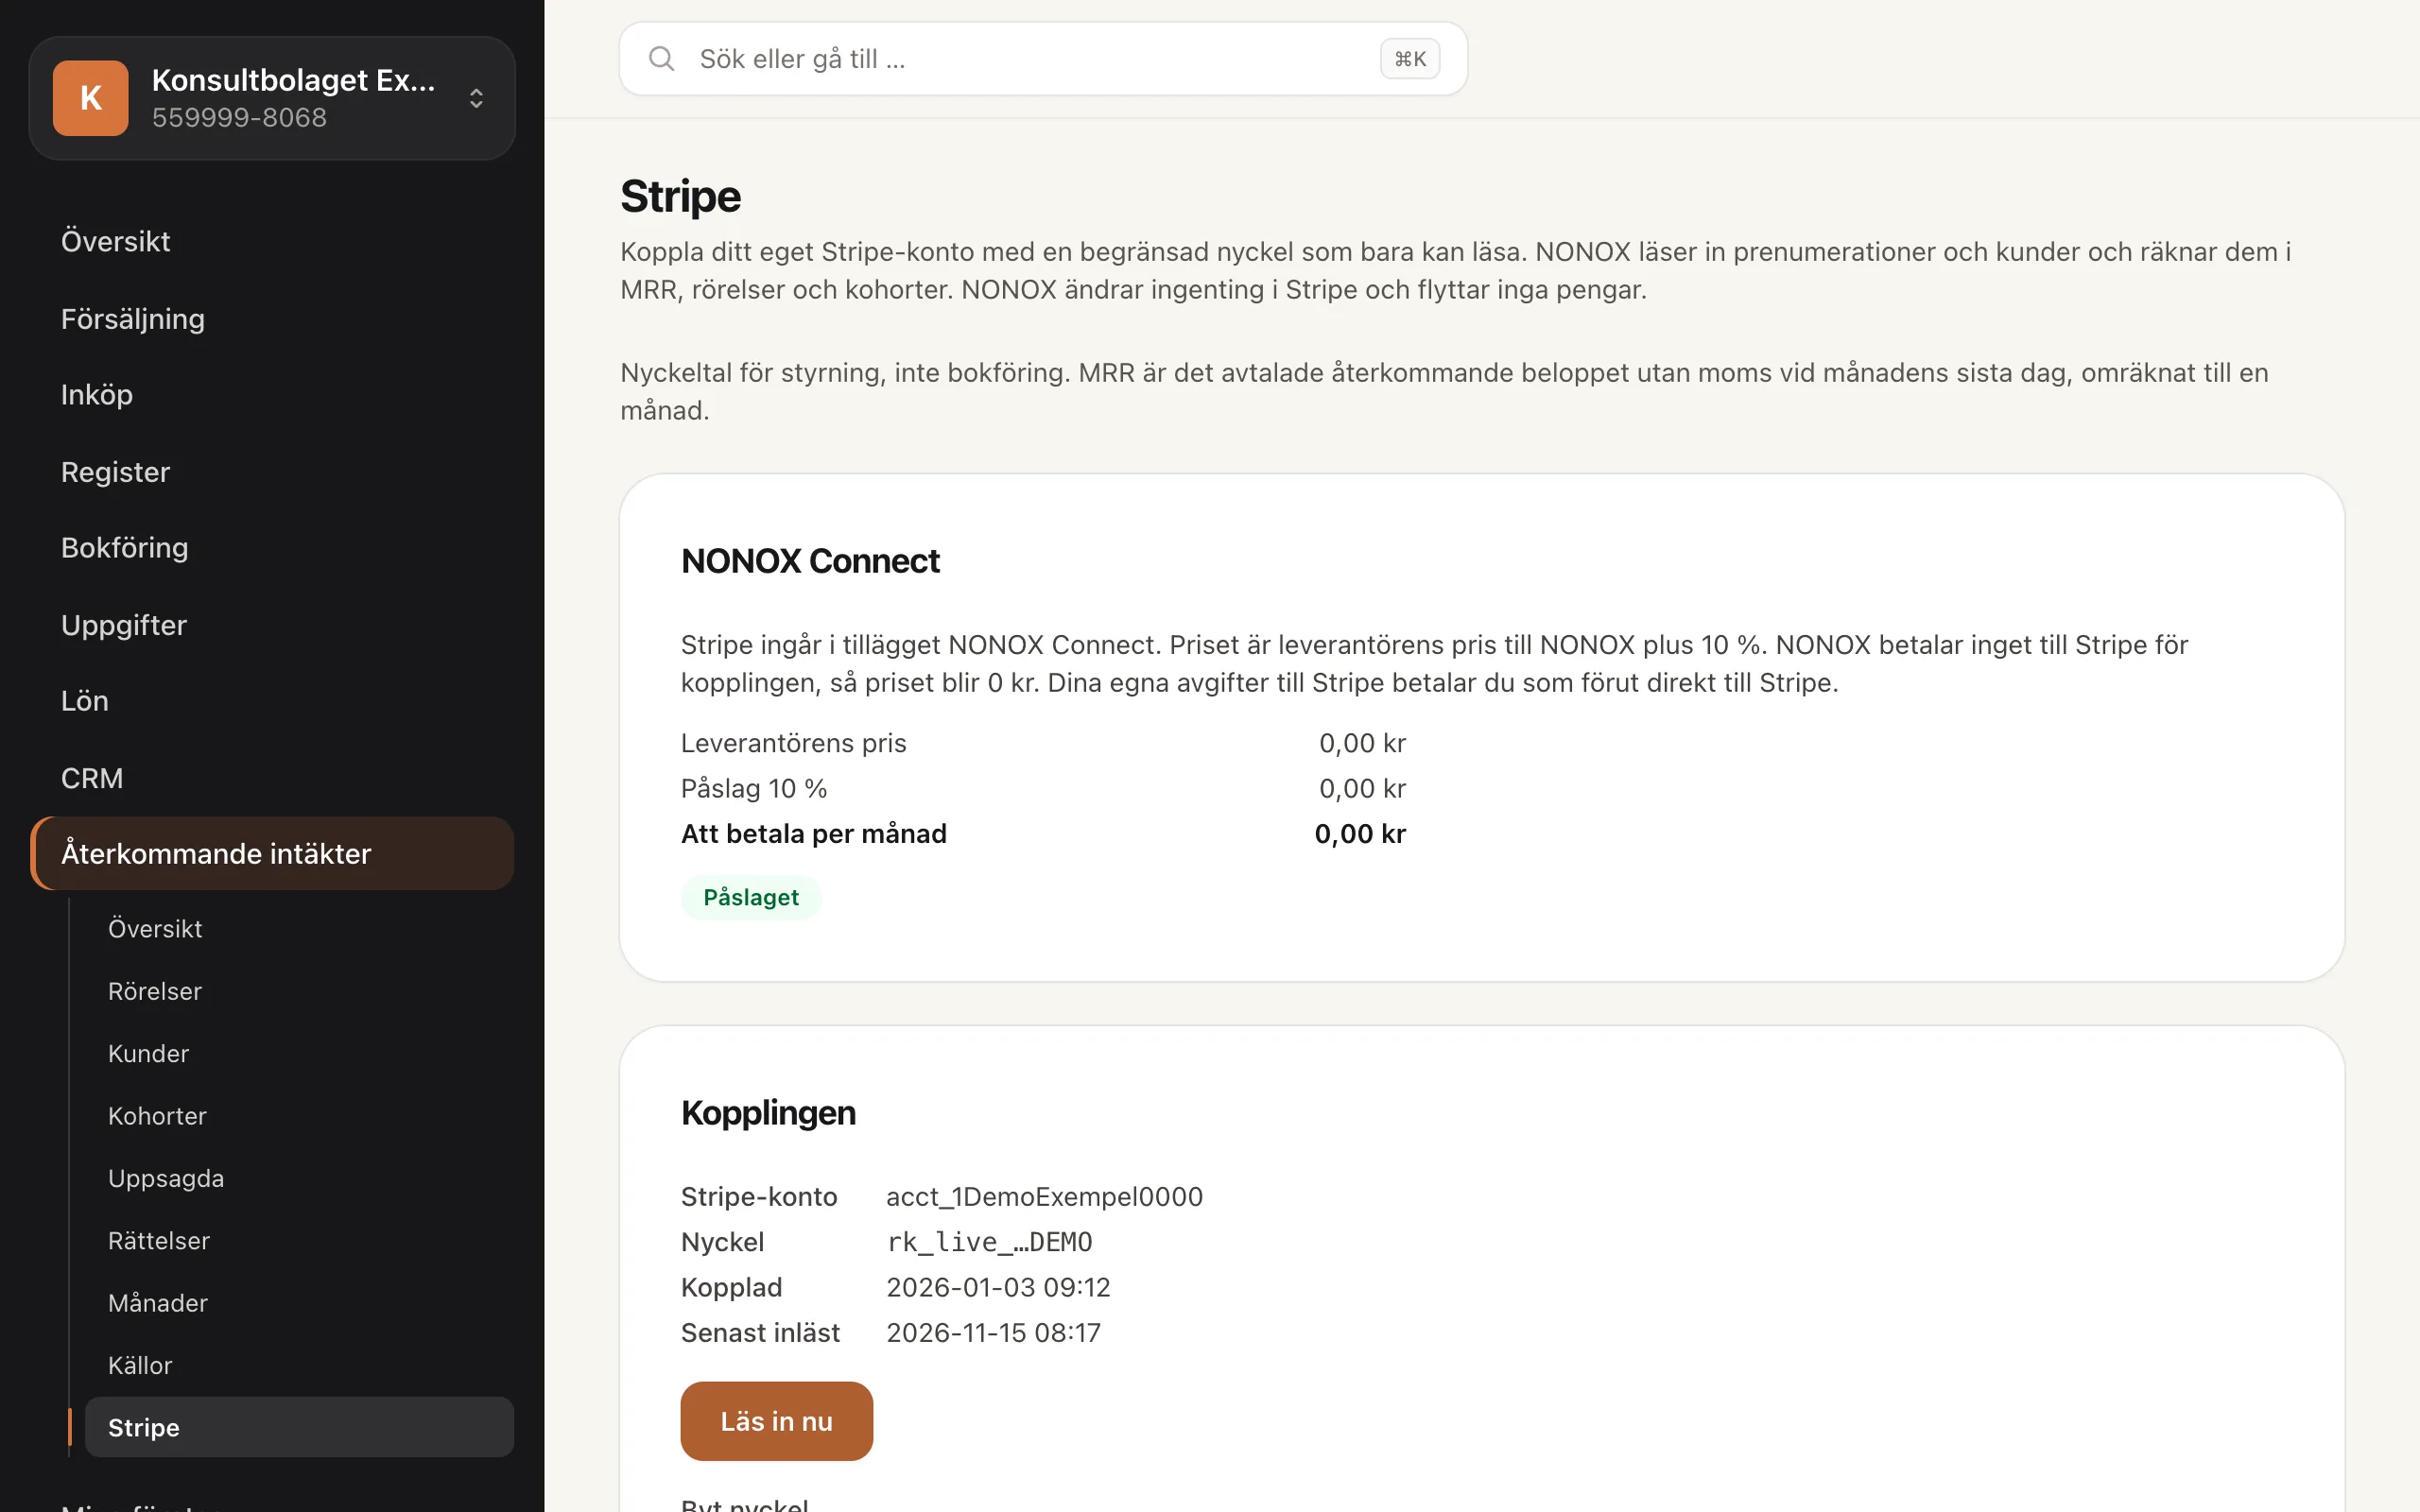 K
Konsultbolaget Ex...
559999-8068
Översikt
Försäljning
Inköp
Register
Bokföring
Uppgifter
Lön
CRM
Återkommande intäkter
Översikt
Rörelser
Kunder
Kohorter
Uppsagda
Rättelser
Månader
Källor
Stripe
Sök eller gå till ...
⌘K
Stripe
Koppla ditt eget Stripe-konto med en begränsad nyckel som bara kan läsa. NONOX läser in prenumerationer och kunder och räknar dem i
MRR, rörelser och kohorter. NONOX ändrar ingenting i Stripe och flyttar inga pengar.
Nyckeltal för styrning, inte bokföring. MRR är det avtalade återkommande beloppet utan moms vid månadens sista dag, omräknat till en
månad.
NONOX Connect
Stripe ingår i tillägget NONOX Connect. Priset är leverantörens pris till NONOX plus 10 %. NONOX betalar inget till Stripe för
kopplingen, så priset blir 0 kr. Dina egna avgifter till Stripe betalar du som förut direkt till Stripe.
Leverantörens pris 0,00 kr
Påslag 10 % 0,00 kr
Att betala per månad 0,00 kr
Påslaget
Kopplingen
Stripe-konto acct_1DemoExempel0000
Nyckel rk_live_…DEMO
Kopplad 2026-01-03 09:12
Senast inläst 2026-11-15 08:17
Läs in nu
Byt nyckel